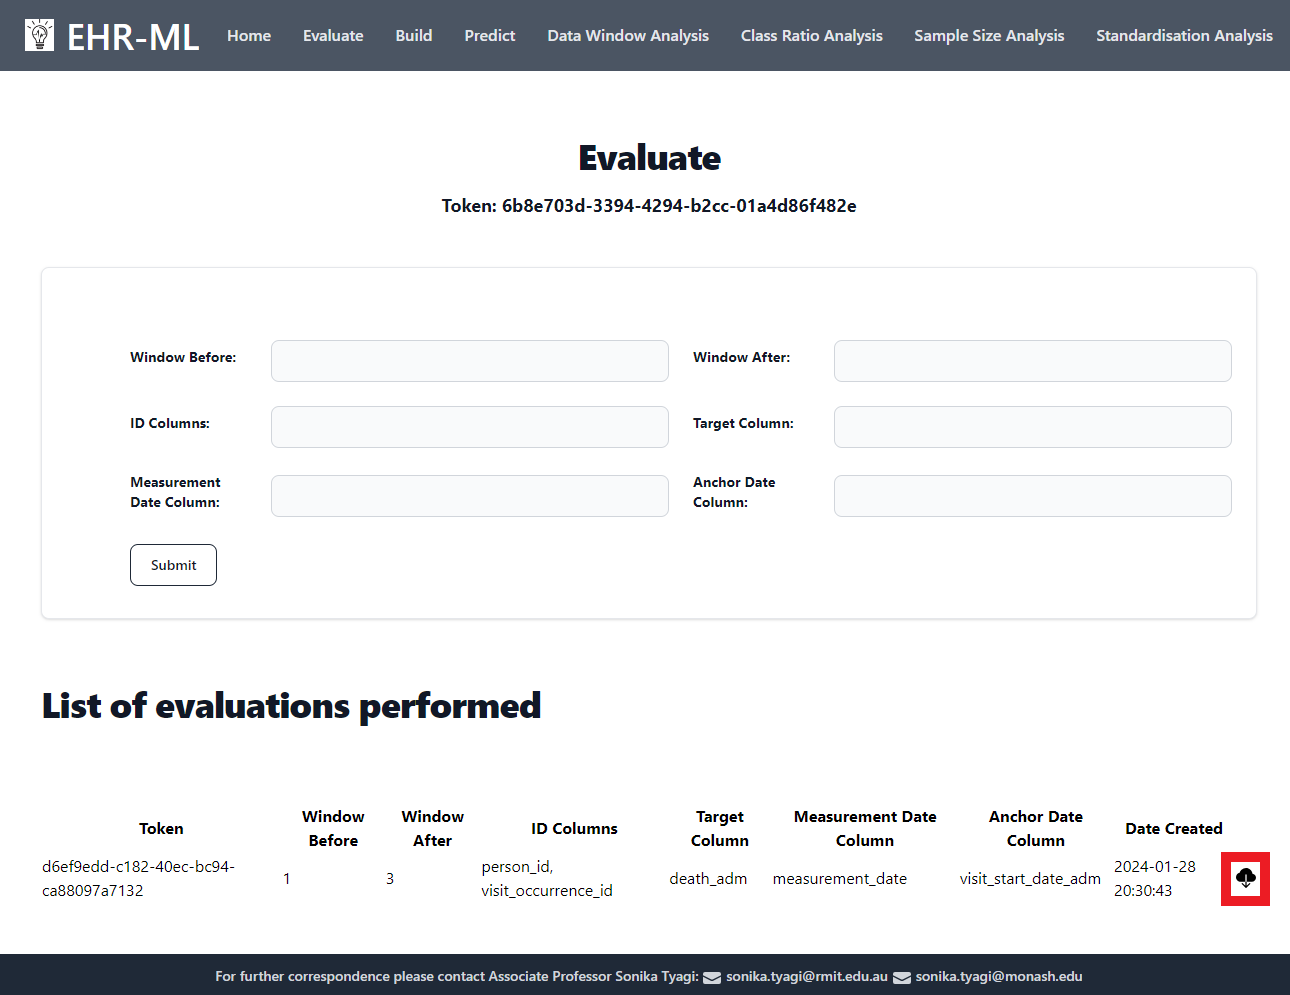 EHR-ML Home Evaluate Build Predict Data Window Analysis Class Ratio Analysis Sample Size Analysis Standardisation Analysis
Evaluate
Token: 6b8e703d-3394-4294-b2cc-01a4d86f482e
Window Before: Window After:
ID Columns: Target Column:
Measurement Date Column: Anchor Date Column:
Submit
List of evaluations performed
Token Window Before Window After ID Columns Target Column Measurement Date Column Anchor Date Column Date Created
d6ef9edd-c182-40ec-bc94-ca88097a7132 1 3 person_id, visit_occurrence_id death_adm measurement_date visit_start_date_adm 2024-01-28 20:30:43
For further correspondence please contact Associate Professor Sonika Tyagi: sonika.tyagi@rmit.edu.au sonika.tyagi@monash.edu